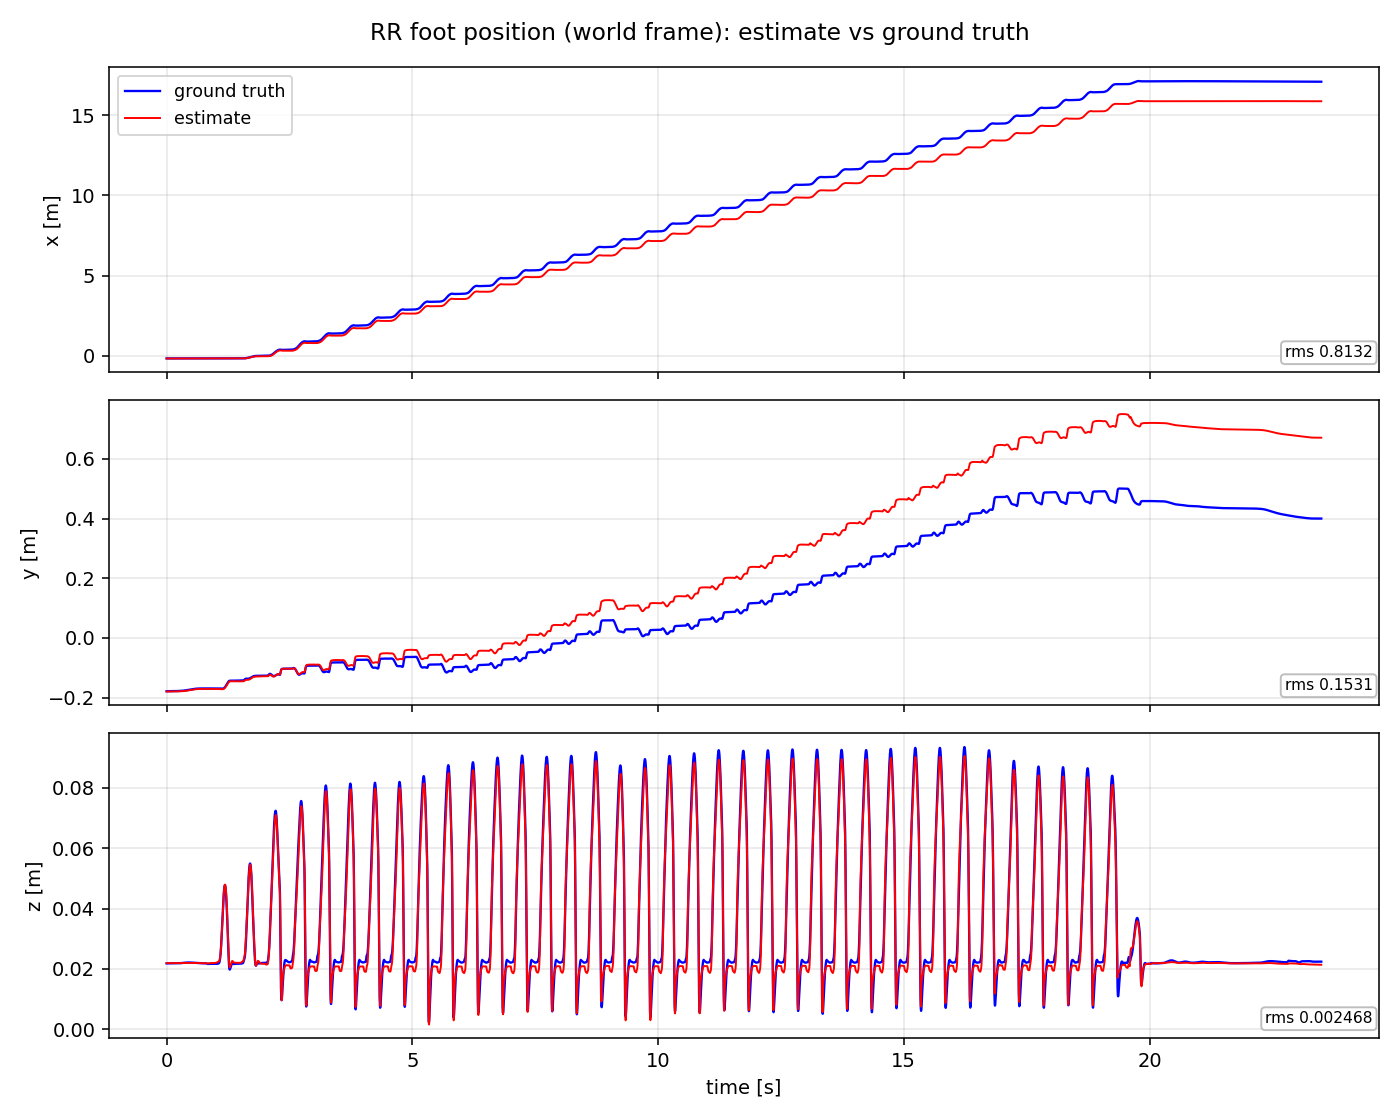 RR foot position (world frame): estimate vs ground truth
ground truth
estimate
15
10
5
0
x [m]
rms 0.8132
0.6
0.4
0.2
0.0
−0.2
y [m]
rms 0.1531
0.08
0.06
0.04
0.02
0.00
z [m]
rms 0.002468
0 5 10 15 20
time [s]